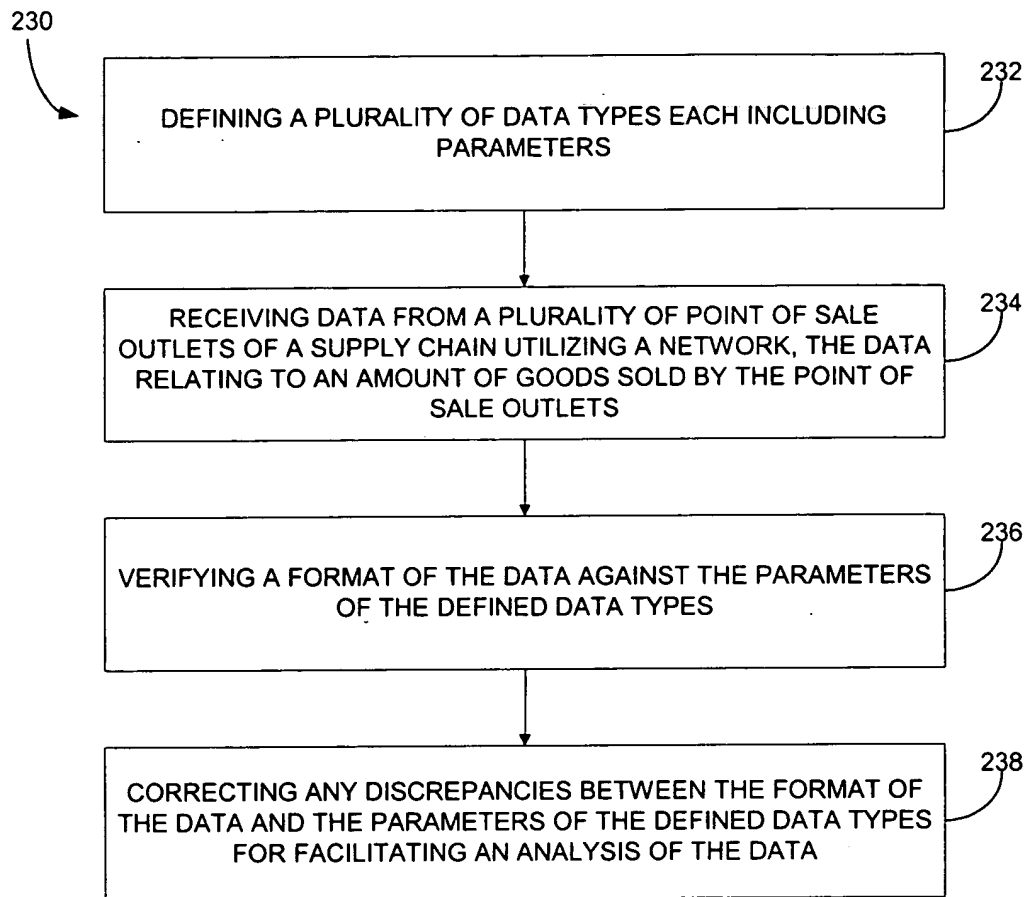 230
232
DEFINING A PLURALITY OF DATA TYPES EACH INCLUDING
PARAMETERS
234
RECEIVING DATA FROM A PLURALITY OF POINT OF SALE
OUTLETS OF A SUPPLY CHAIN UTILIZING A NETWORK, THE DATA
RELATING TO AN AMOUNT OF GOODS SOLD BY THE POINT OF
SALE OUTLETS
236
VERIFYING A FORMAT OF THE DATA AGAINST THE PARAMETERS
OF THE DEFINED DATA TYPES
238
CORRECTING ANY DISCREPANCIES BETWEEN THE FORMAT OF
THE DATA AND THE PARAMETERS OF THE DEFINED DATA TYPES
FOR FACILITATING AN ANALYSIS OF THE DATA